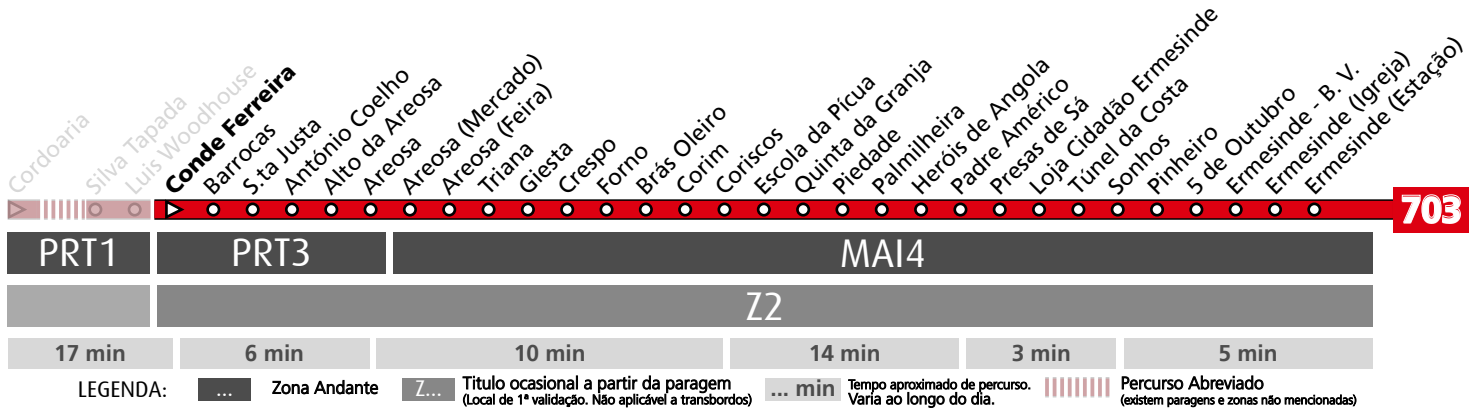 Cordoaria
Silva Tapada
Luis Woodhouse
Conde Ferreira
Barrocas
S.ta Justa
António Coelho
Alto da Areosa
Areosa
Areosa (Mercado)
Areosa (Feira)
Triana
Giesta
Crespo
Forno
Brás Oleiro
Corim
Coriscos
Escola da Pícua
Quinta da Granja
Piedade
Palmilheira
Heróis de Angola
Padre Américo
Presas de Sá
Loja Cidadão Ermesinde
Túnel da Costa
Sonhos
Pinheiro
5 de Outubro
Ermesinde - B. V.
Ermesinde (Igreja)
Ermesinde (Estação)
703
PRT1 PRT3 MAI4
Z2
17 min 6 min 10 min 14 min 3 min 5 min
LEGENDA:
... Zona Andante
Z... Titulo ocasional a partir da paragem
(Local de 1ª validação. Não aplicável a transbordos)
... min Tempo aproximado de percurso.
Varia ao longo do dia.
Percurso Abreviado
(existem paragens e zonas não mencionadas)